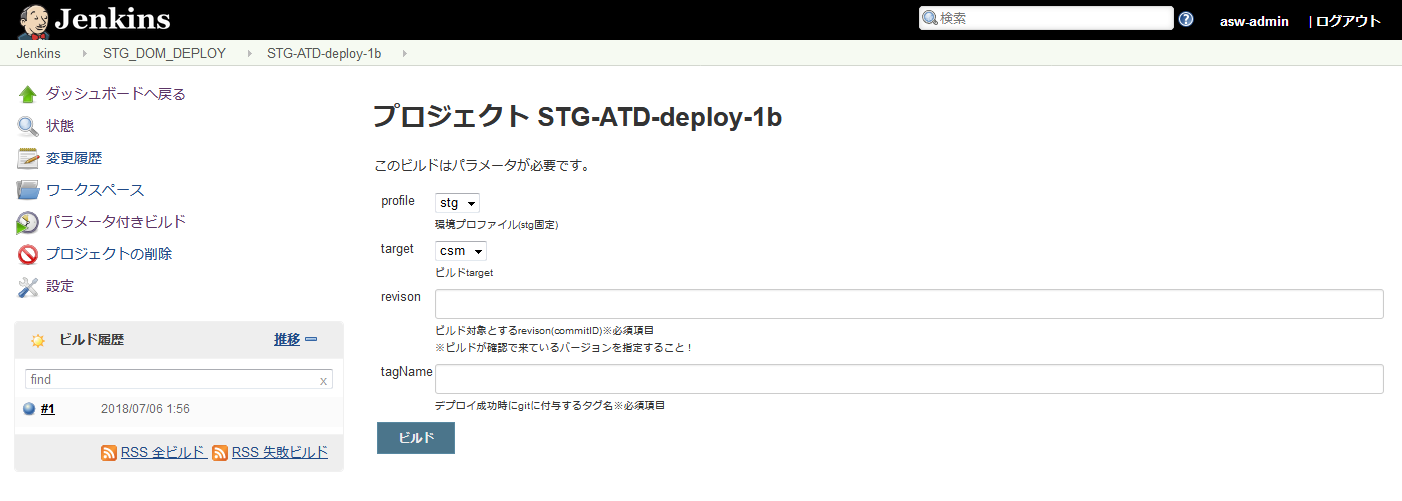 Jenkins
検索
?
asw-admin
| ログアウト
Jenkins
STG_DOM_DEPLOY
STG-ATD-deploy-1b
ダッシュボードへ戻る
状態
変更履歴
ワークスペース
パラメータ付きビルド
プロジェクトの削除
設定
ビルド履歴
推移
find
x
#1 2018/07/06 1:56
RSS 全ビルド RSS 失敗ビルド
プロジェクト STG-ATD-deploy-1b
このビルドはパラメータが必要です。
profile
stg
環境プロファイル(stg固定)
target
csm
ビルドtarget
revison
ビルド対象とするrevison(commitID)※必須項目
※ビルドが確認で来ているバージョンを指定すること！
tagName
デプロイ成功時にgitに付与するタグ名※必須項目
ビルド